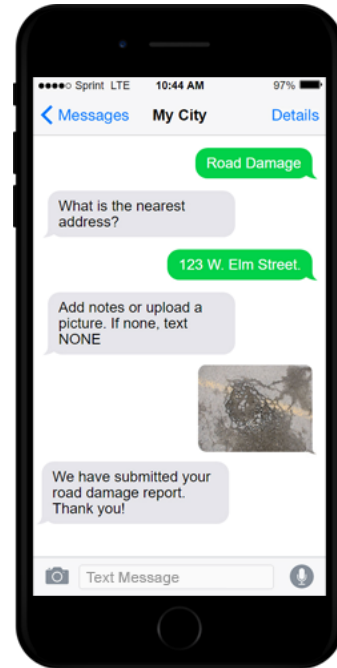 Sprint LTE 10:44 AM 97%
Messages My City Details
Road Damage
What is the nearest
address?
123 W. Elm Street.
Add notes or upload a
picture. If none, text
NONE
We have submitted your
road damage report.
Thank you!
Text Message